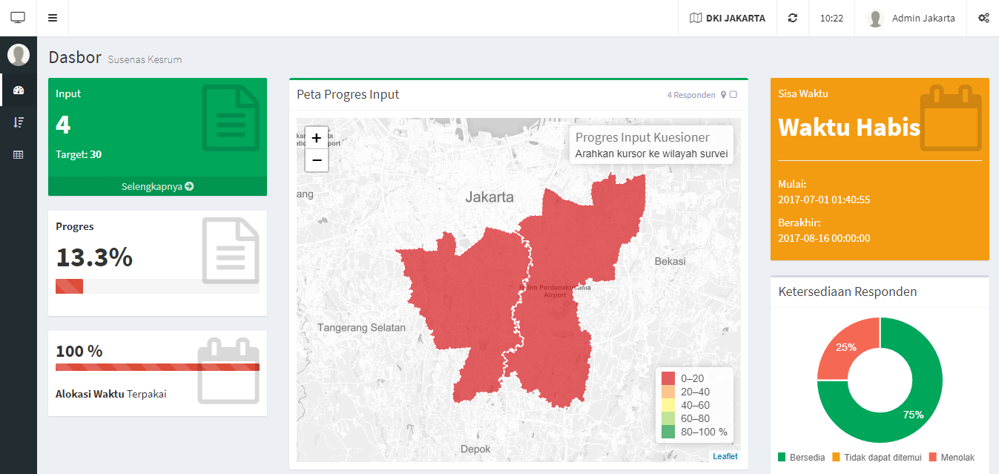 DKI JAKARTA
10:22
Admin Jakarta
Dasbor Susenas Kesrum
Input
4
Target: 30
Selengkapnya
Progres
13.3%
100 %
Alokasi Waktu Terpakai
Peta Progres Input
4 Responden
+
−
Progres Input Kuesioner
Arahkan kursor ke wilayah survei
Jakarta
ang
Bekasi
Airport
Tangerang Selatan
Depok
0–20
20–40
40–60
60–80
80–100 %
Leaflet
Sisa Waktu
Waktu Habis
Mulai:
2017-07-01 01:40:55
Berakhir:
2017-08-16 00:00:00
Ketersediaan Responden
25%
75%
Bersedia
Tidak dapat ditemui
Menolak